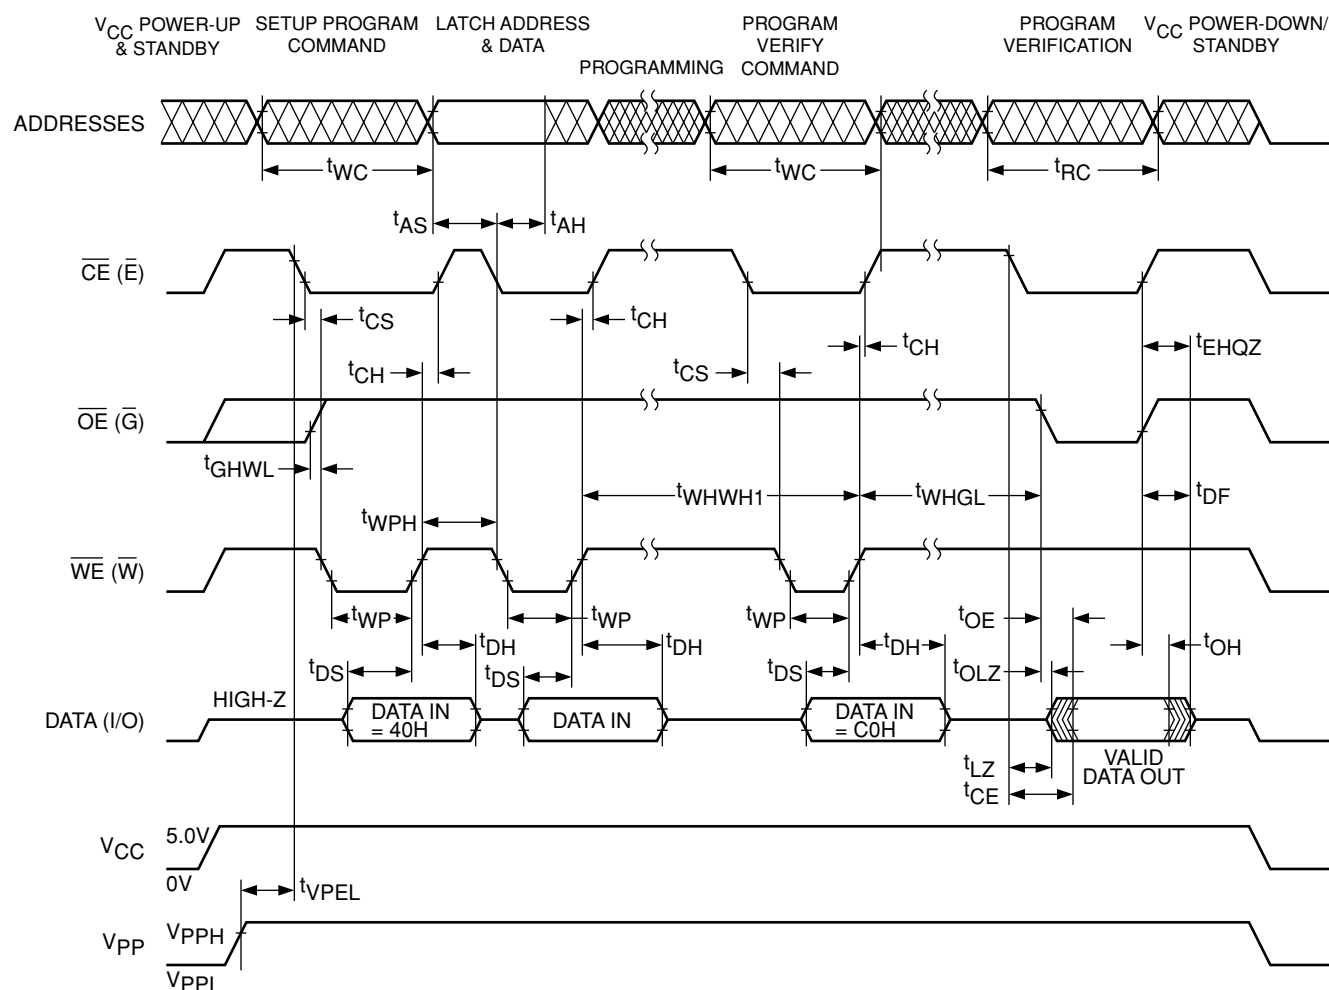 VCC POWER-UP
& STANDBY
SETUP PROGRAM
COMMAND
LATCH ADDRESS
& DATA
PROGRAMMING
PROGRAM
VERIFY
COMMAND
PROGRAM
VERIFICATION
VCC POWER-DOWN/
STANDBY
ADDRESSES
tWC
tWC
tRC
tAS
tAH
CE (E)
tCS
tCH
tCH
tCS
tCH
tEHQZ
OE (G)
tGHWL
tWPH
tWHWH1
tWHGL
tDF
WE (W)
tWP
tWP
tWP
tOE
tDH
tDH
tDH
tOH
tDS
tDS
tDS
tOLZ
HIGH-Z
DATA (I/O)
DATA IN
= 40H
DATA IN
DATA IN
= C0H
VALID
DATA OUT
tLZ
tCE
VCC
5.0V
0V
tVPEL
VPP
VPPH
VPPL